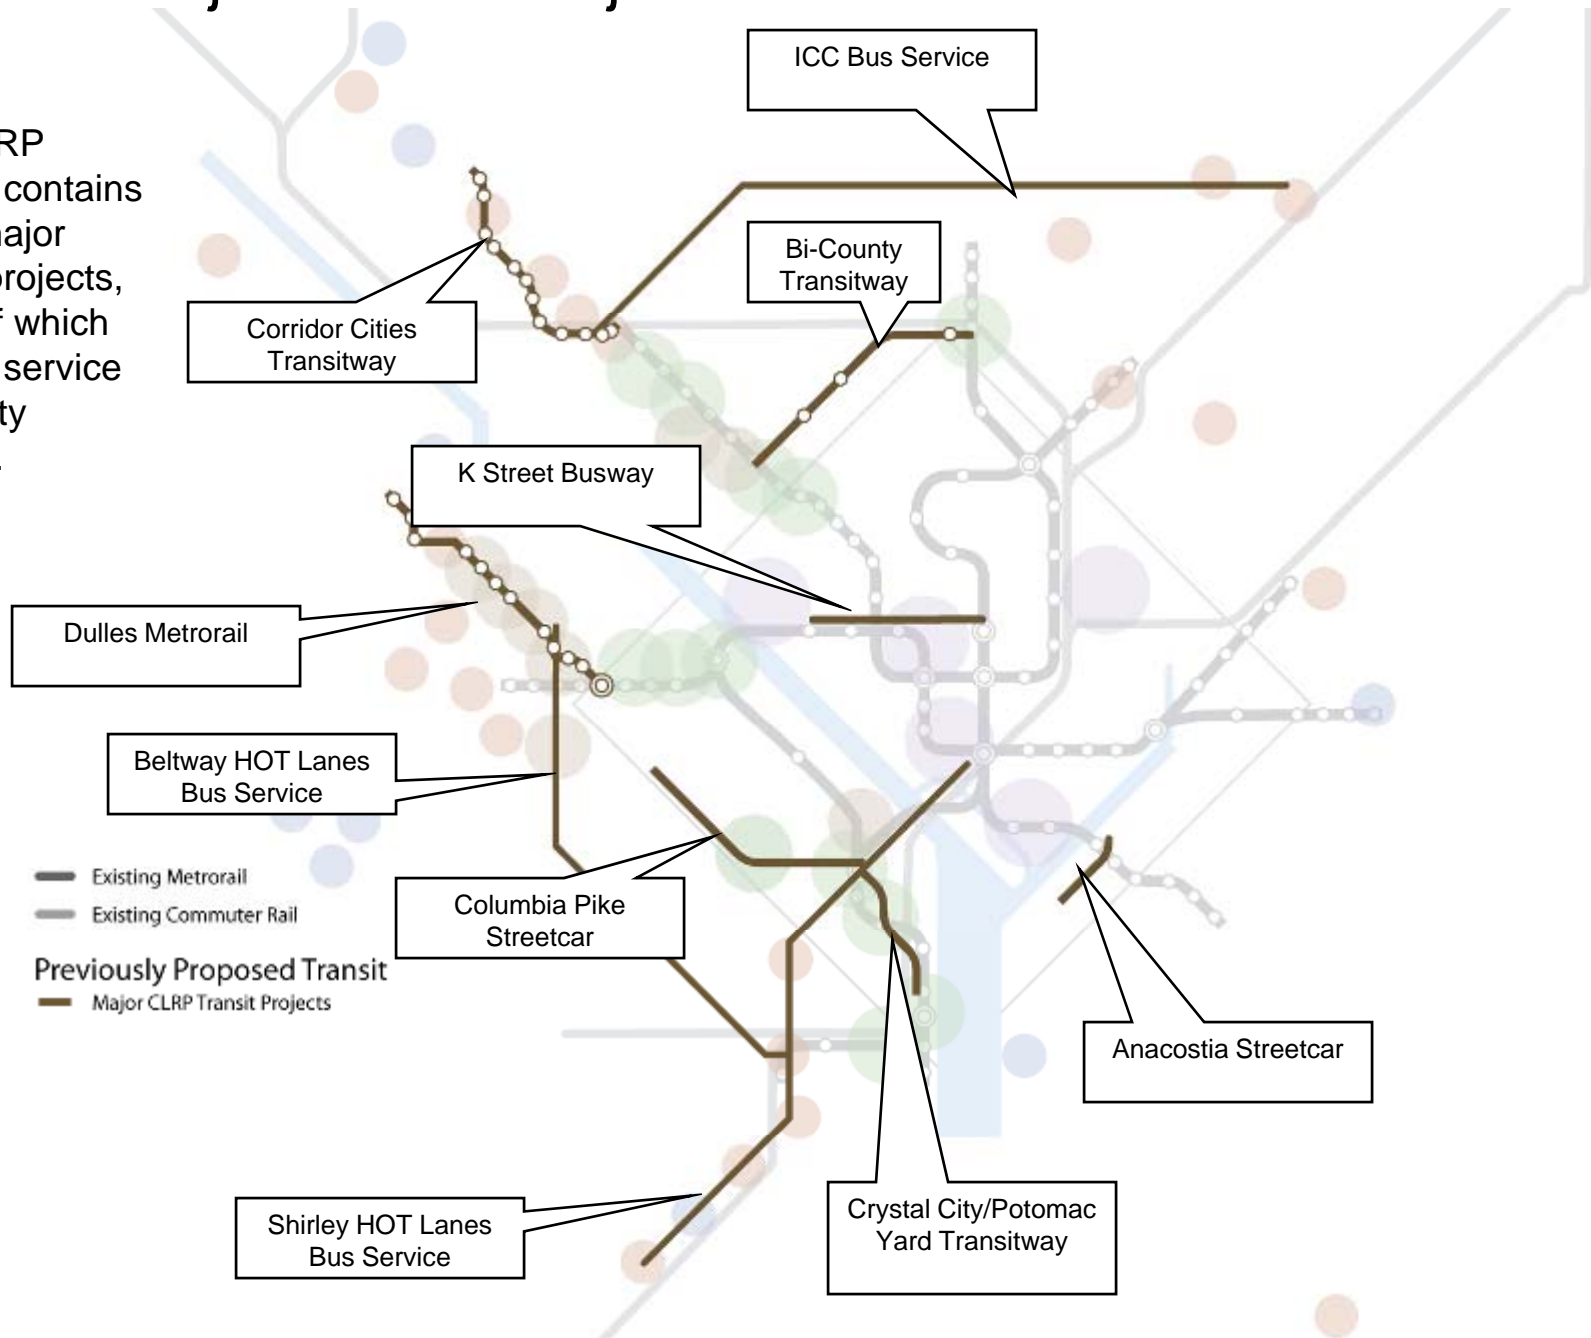 ICC Bus Service
RP
contains
major
projects,
f which
service
ty
.
Bi-County
Transitway
Corridor Cities
Transitway
K Street Busway
Dulles Metrorail
Beltway HOT Lanes
Bus Service
Existing Metrorail
Existing Commuter Rail
Previously Proposed Transit
Major CLRP Transit Projects
Columbia Pike
Streetcar
Anacostia Streetcar
Crystal City/Potomac
Yard Transitway
Shirley HOT Lanes
Bus Service